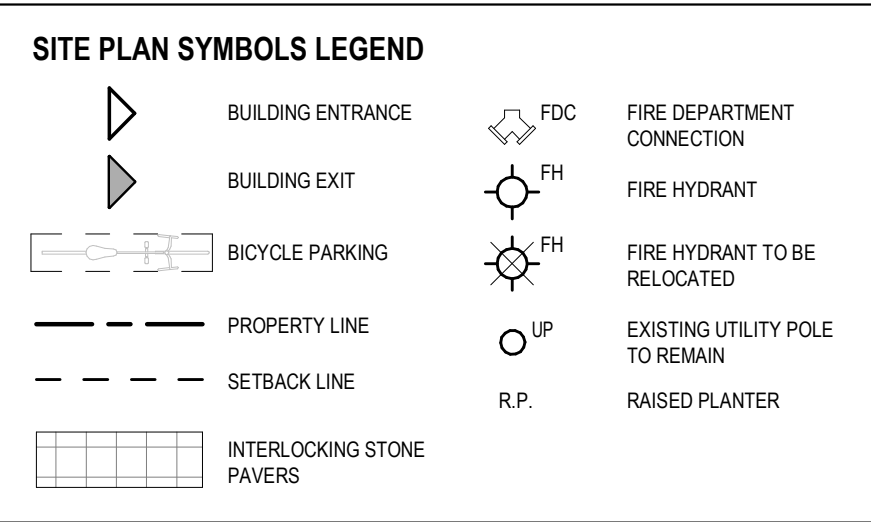 SITE PLAN SYMBOLS LEGEND
BUILDING ENTRANCE
BUILDING EXIT
BICYCLE PARKING
PROPERTY LINE
SETBACK LINE
INTERLOCKING STONE
PAVERS
FDC
FIRE DEPARTMENT
CONNECTION
FH
FIRE HYDRANT
FH
FIRE HYDRANT TO BE
RELOCATED
UP
EXISTING UTILITY POLE
TO REMAIN
R.P.
RAISED PLANTER